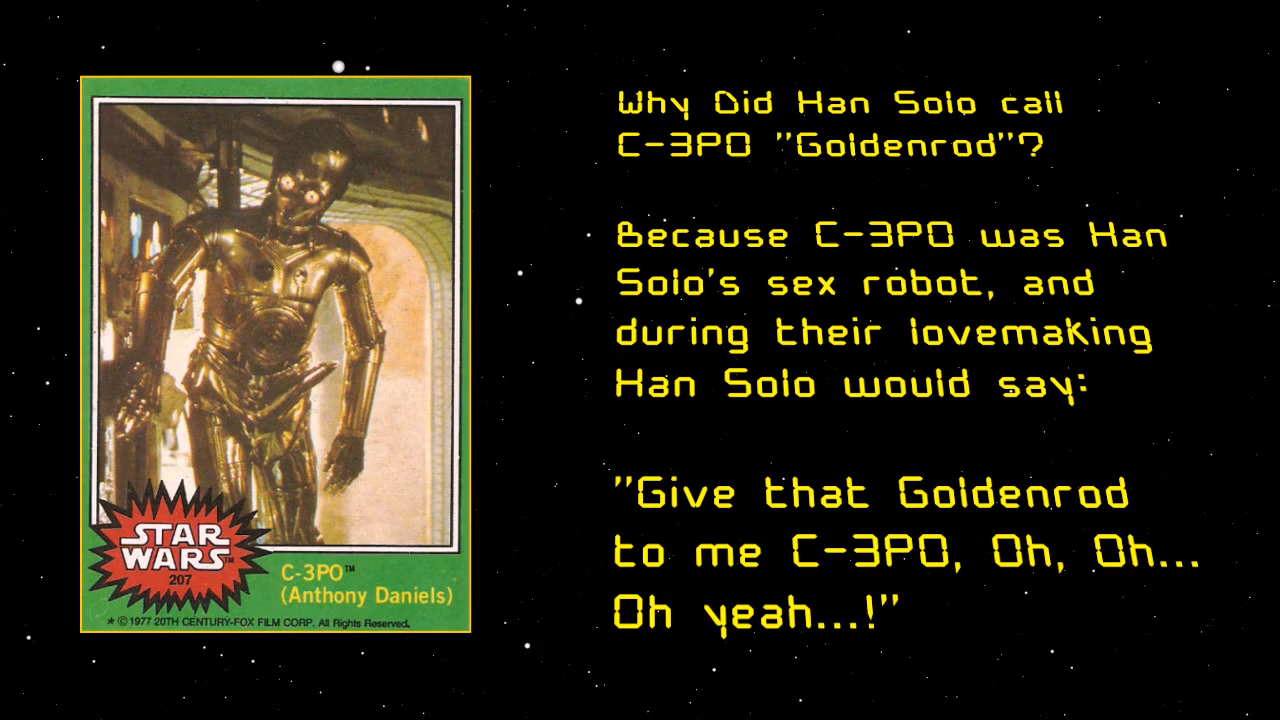 STAR
WARS™
207
C-3PO™
(Anthony Daniels)
* © 1977 20TH CENTURY-FOX FILM CORP. All Rights Reserved.
Why Did Han Solo call
C-3PO "Goldenrod"?
Because C-3PO was Han
Solo's sex robot, and
during their lovemaking
Han Solo would say:
"Give that Goldenrod
to me C-3PO, Oh, Oh...
Oh yeah...!"